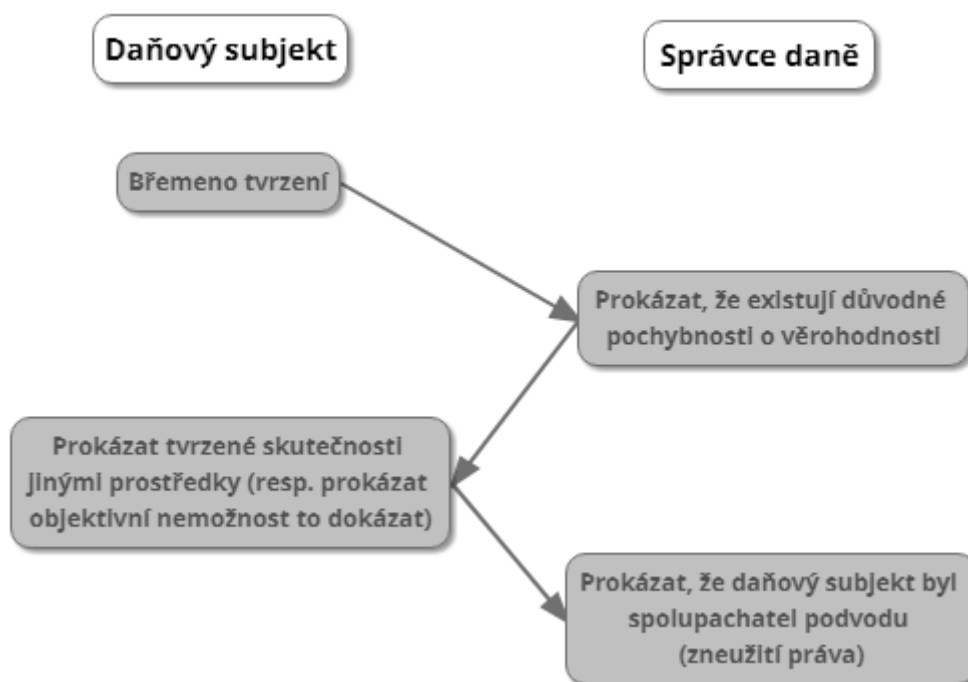 Daňový subjekt
Správce daně
Břemeno tvrzení
Prokázat, že existují důvodné
pochybnosti o věrohodnosti
Prokázat tvrzené skutečnosti
jinými prostředky (resp. prokázat
objektivní nemožnost to dokázat)
Prokázat, že daňový subjekt byl
spolupachatel podvodu
(zneužití práva)